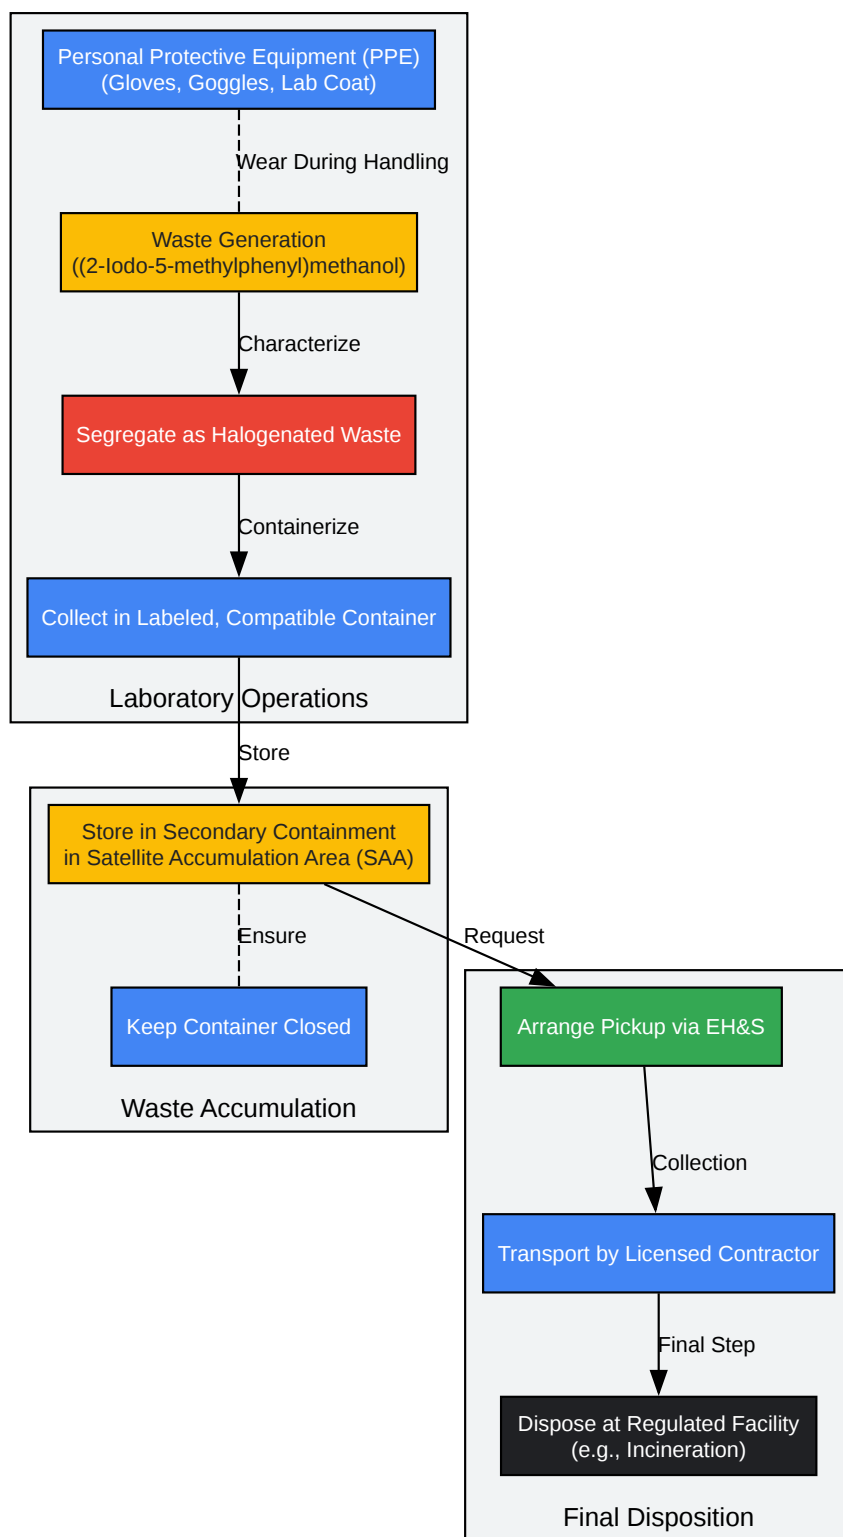 Personal Protective Equipment (PPE)
(Gloves, Goggles, Lab Coat)
Wear During Handling
Waste Generation
((2-Iodo-5-methylphenyl)methanol)
Characterize
Segregate as Halogenated Waste
Containerize
Collect in Labeled, Compatible Container
Laboratory Operations
Store
Store in Secondary Containment
in Satellite Accumulation Area (SAA)
Ensure
Request
Keep Container Closed
Arrange Pickup via EH&S
Waste Accumulation
Collection
Transport by Licensed Contractor
Final Step
Dispose at Regulated Facility
(e.g., Incineration)
Final Disposition